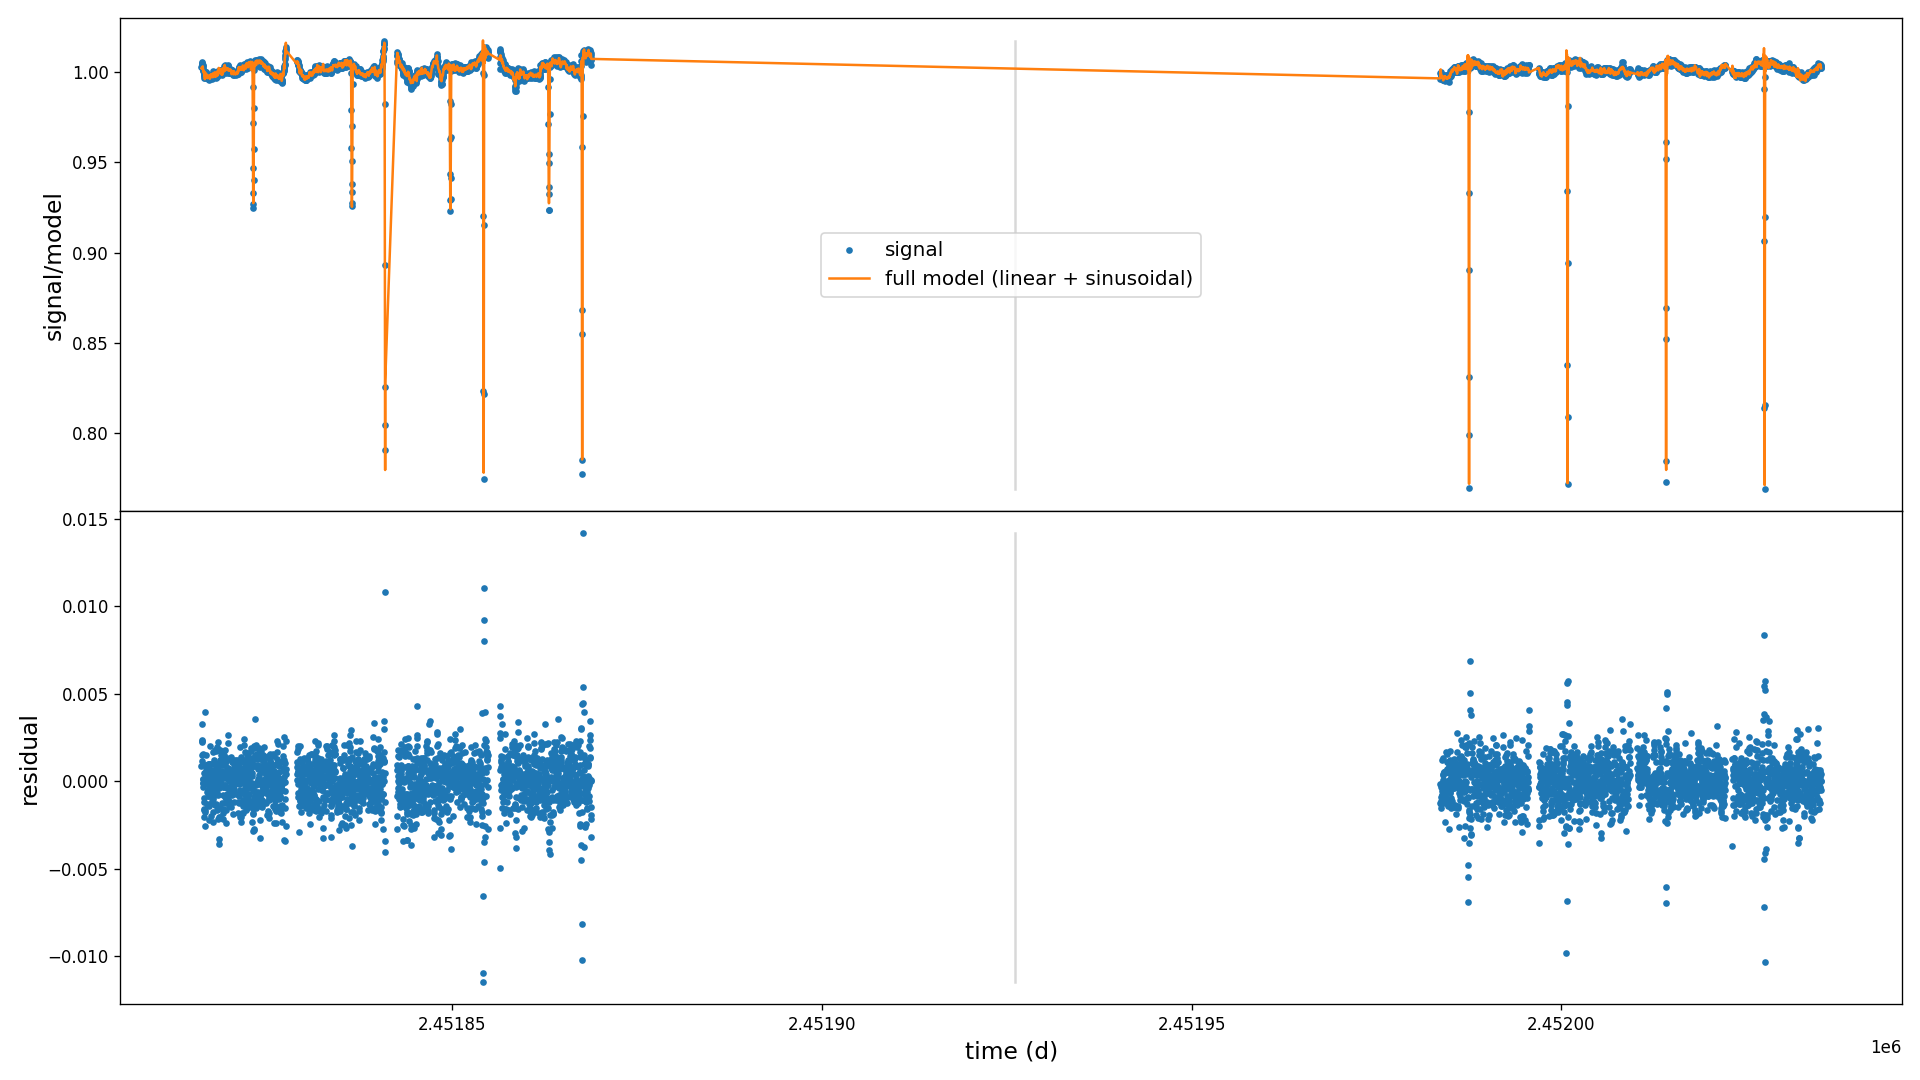 1.00
0.95
0.90
0.85
0.80
signal/model
signal
full model (linear + sinusoidal)
0.015
0.010
0.005
0.000
−0.005
−0.010
residual
2.45185
2.45190
2.45195
2.45200
1e6
time (d)